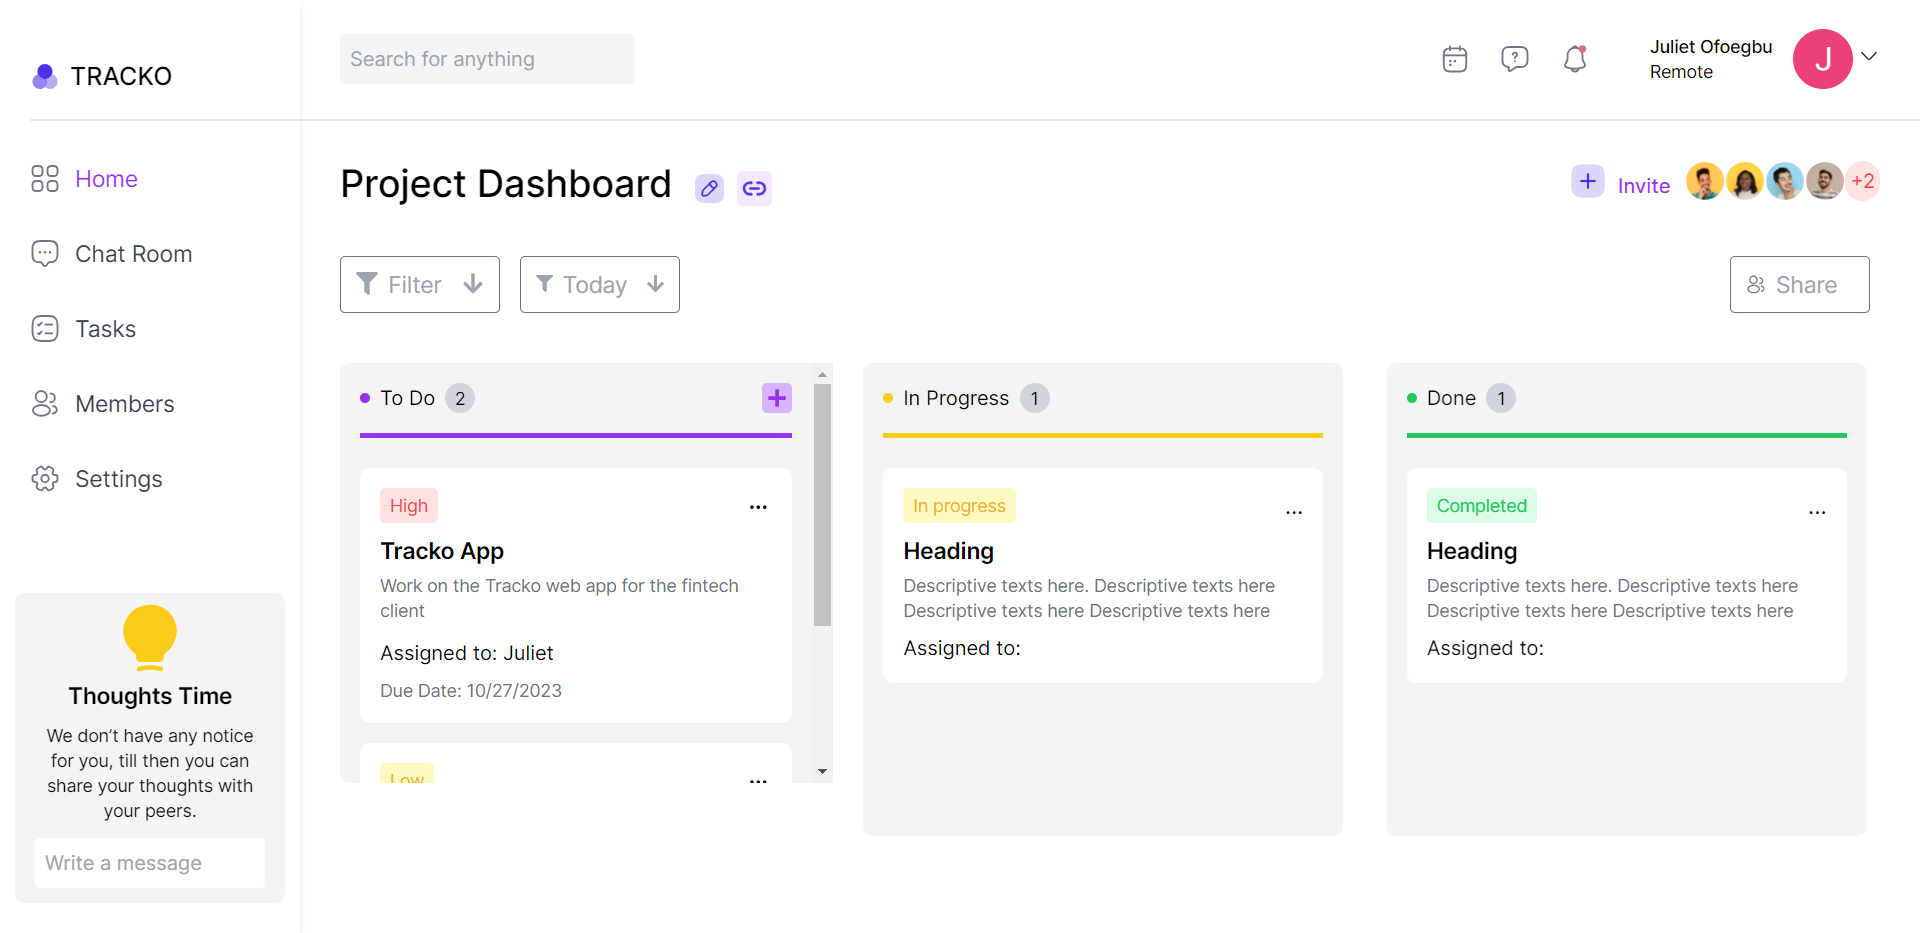 TRACKO
Search for anything
?
Juliet Ofoegbu
Remote
J
Home
Chat Room
Tasks
Members
Settings
Thoughts Time
We don’t have any notice
for you, till then you can
share your thoughts with
your peers.
Write a message
Project Dashboard
Invite
+2
Filter
Today
Share
To Do 2
High
...
Tracko App
Work on the Tracko web app for the fintech
client
Assigned to: Juliet
Due Date: 10/27/2023
Low
...
In Progress 1
In progress
...
Heading
Descriptive texts here. Descriptive texts here
Descriptive texts here Descriptive texts here
Assigned to:
Done 1
Completed
...
Heading
Descriptive texts here. Descriptive texts here
Descriptive texts here Descriptive texts here
Assigned to: